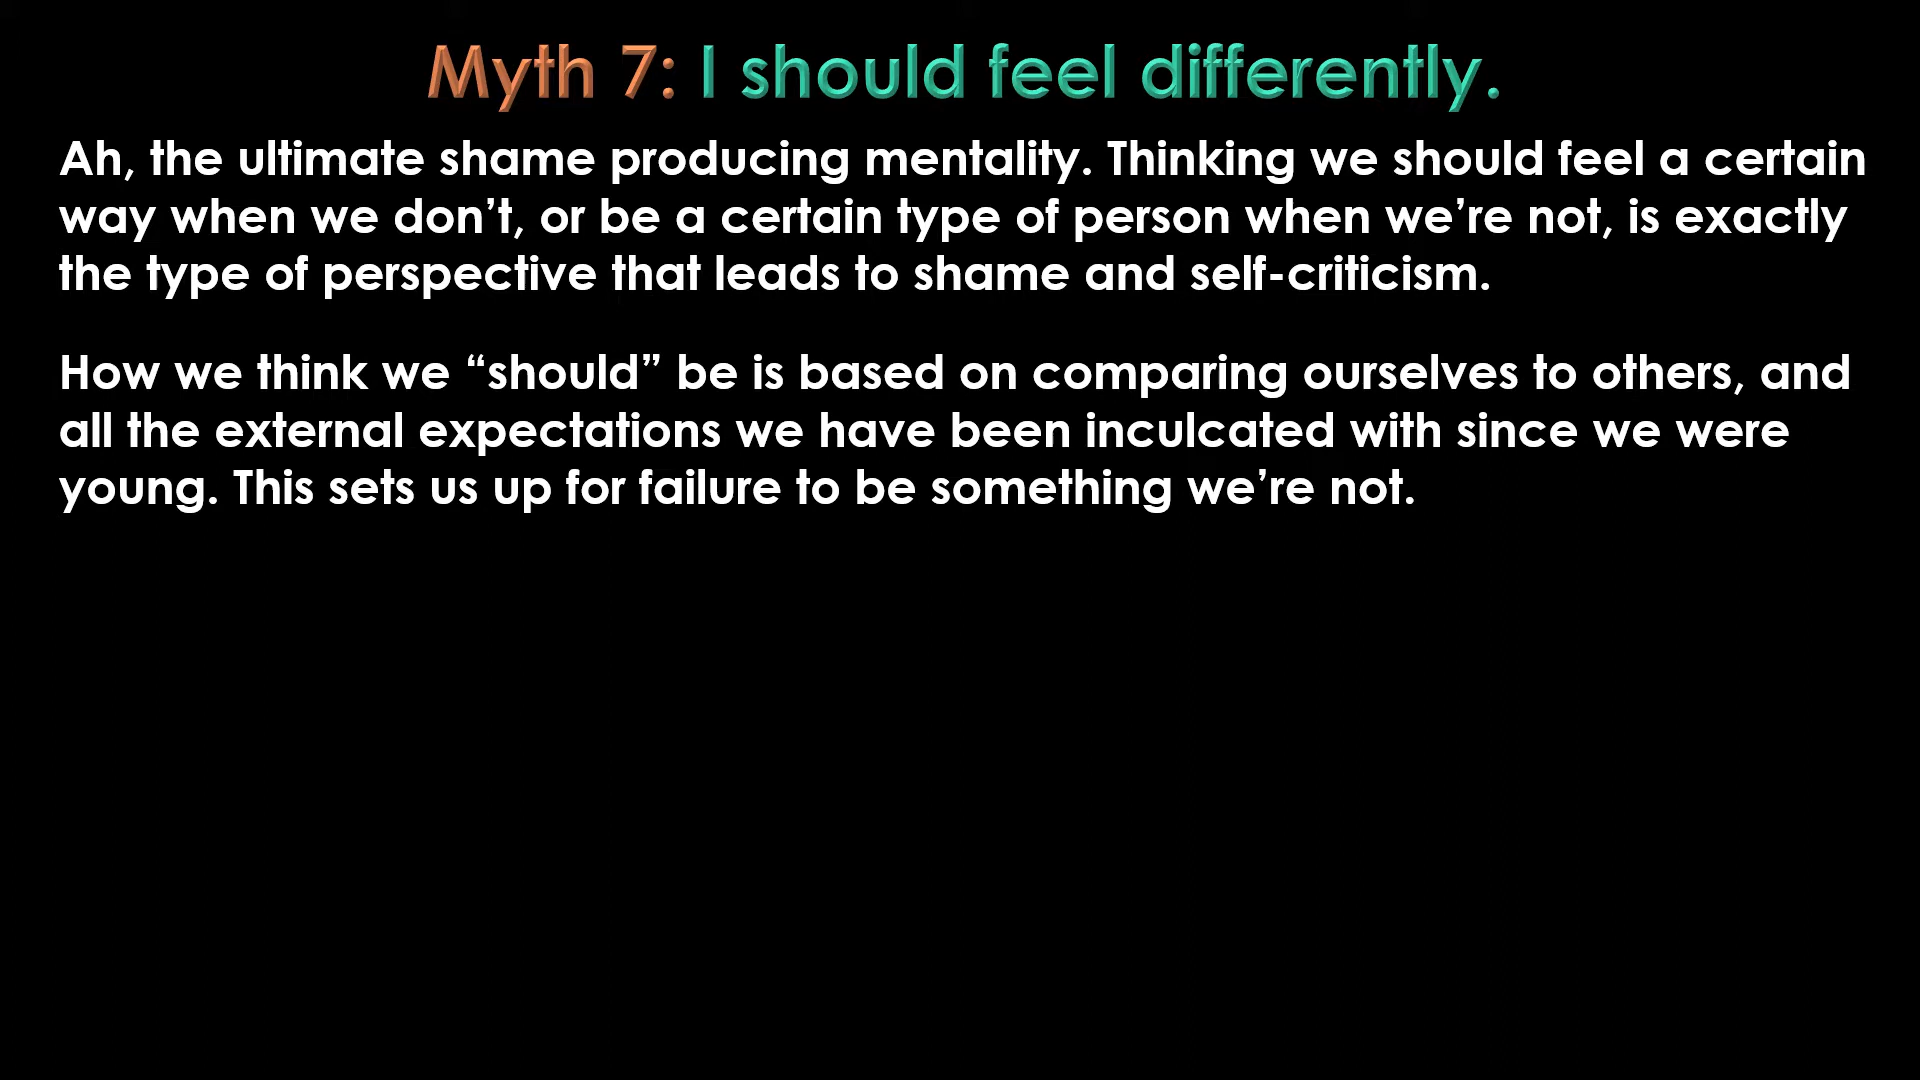 Myth 7: I should feel differently.
Ah, the ultimate shame producing mentality. Thinking we should feel a certain
way when we don’t, or be a certain type of person when we’re not, is exactly
the type of perspective that leads to shame and self-criticism.
How we think we “should” be is based on comparing ourselves to others, and
all the external expectations we have been inculcated with since we were
young. This sets us up for failure to be something we’re not.